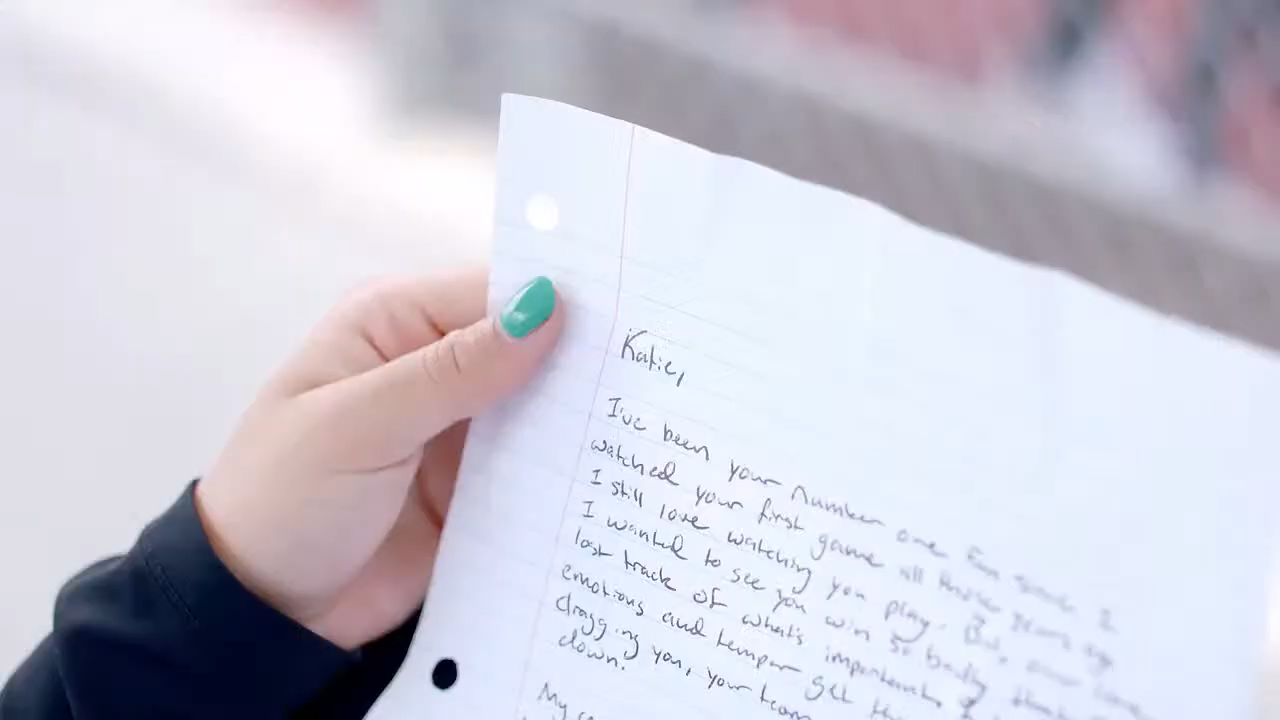 Katie,
I've been your number one fan since I
watched your first game all those years ago
I still love watching you play. But,
I wanted to see you win so badly that
lost track of what's important,
emotions and temper get the
dragging you, your team
down.
My